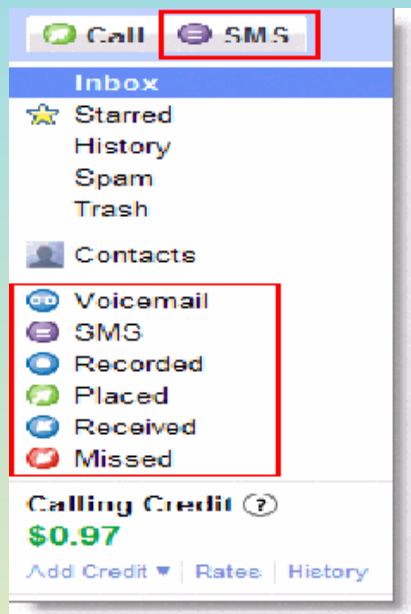 Call SMS
Inbox
Starred
History
Spam
Trash
Contacts
Voicemail
SMS
Recorded
Placed
Received
Missed
Calling Credit (?)
$0.97
Add Credit ▼ | Rates | History